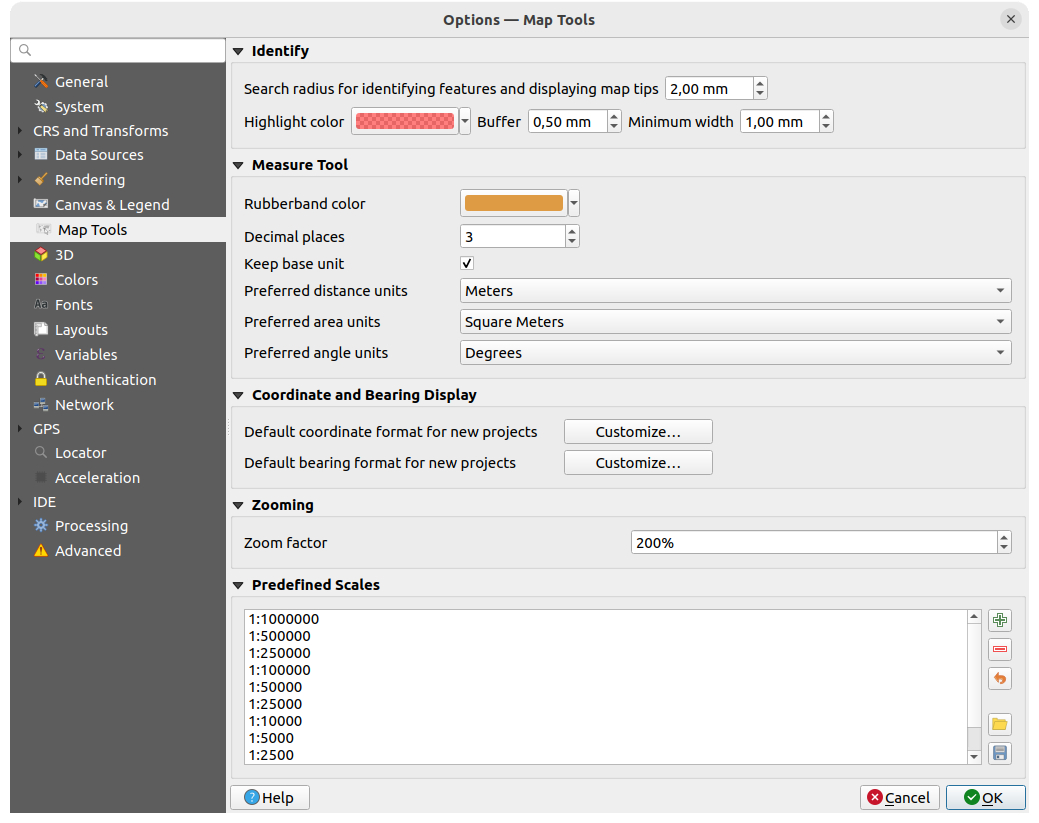 Options — Map Tools
General
System
CRS and Transforms
Data Sources
Rendering
Canvas & Legend
Map Tools
3D
Colors
Fonts
Layouts
Variables
Authentication
Network
GPS
Locator
Acceleration
IDE
Processing
Advanced
Identify
Search radius for identifying features and displaying map tips 2,00 mm
Highlight color Buffer 0,50 mm Minimum width 1,00 mm
Measure Tool
Rubberband color
Decimal places 3
Keep base unit
Preferred distance units Meters
Preferred area units Square Meters
Preferred angle units Degrees
Coordinate and Bearing Display
Default coordinate format for new projects Customize…
Default bearing format for new projects Customize…
Zooming
Zoom factor 200%
Predefined Scales
1:1000000
1:500000
1:250000
1:100000
1:50000
1:25000
1:10000
1:5000
1:2500
Help Cancel OK